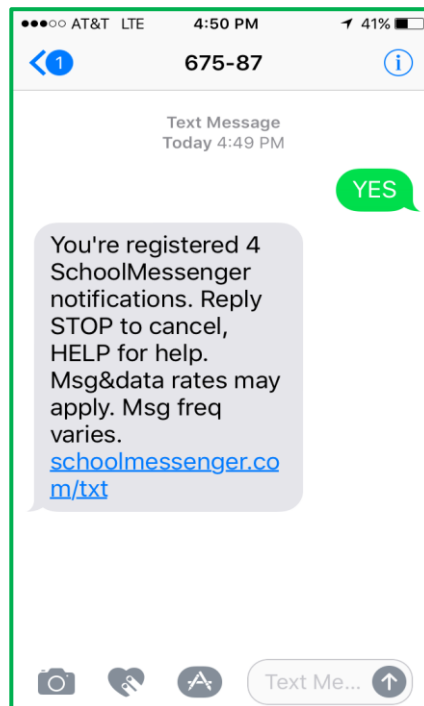 AT&T LTE 4:50 PM 41%
1 675-87 i
Text Message
Today 4:49 PM
YES
You're registered 4
SchoolMessenger
notifications. Reply
STOP to cancel,
HELP for help.
Msg&data rates may
apply. Msg freq
varies.
schoolmessenger.co
m/txt
Text Me...